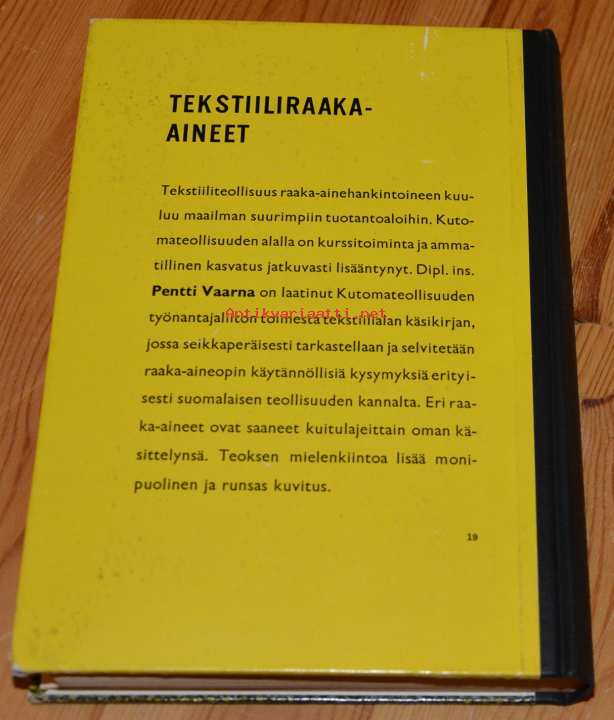 TEKSTIILIRAAKA-
AINEET
Tekstiiliteollisuus raaka-ainehankintoineen kuu-
luu maailman suurimpiin tuotantoaloihin. Kuto-
mateollisuuden alalla on kurssitoiminta ja amma-
tillinen kasvatus jatkuvasti lisääntynyt. Dipl. ins.
Pentti Vaarna on laatinut Kutomateollisuuden
Antikvariaatti.net
työnantajaliiton toimesta tekstiilialan käsikirjan,
jossa seikkaperäisesti tarkastellaan ja selvitetään
raaka-aineopin käytännöllisiä kysymyksiä erityi-
sesti suomalaisen teollisuuden kannalta. Eri raa-
ka-aineet ovat saaneet kuitulajeittain oman kä-
sittelynsä. Teoksen mielenkiintoa lisää moni-
puolinen ja runsas kuvitus.
19